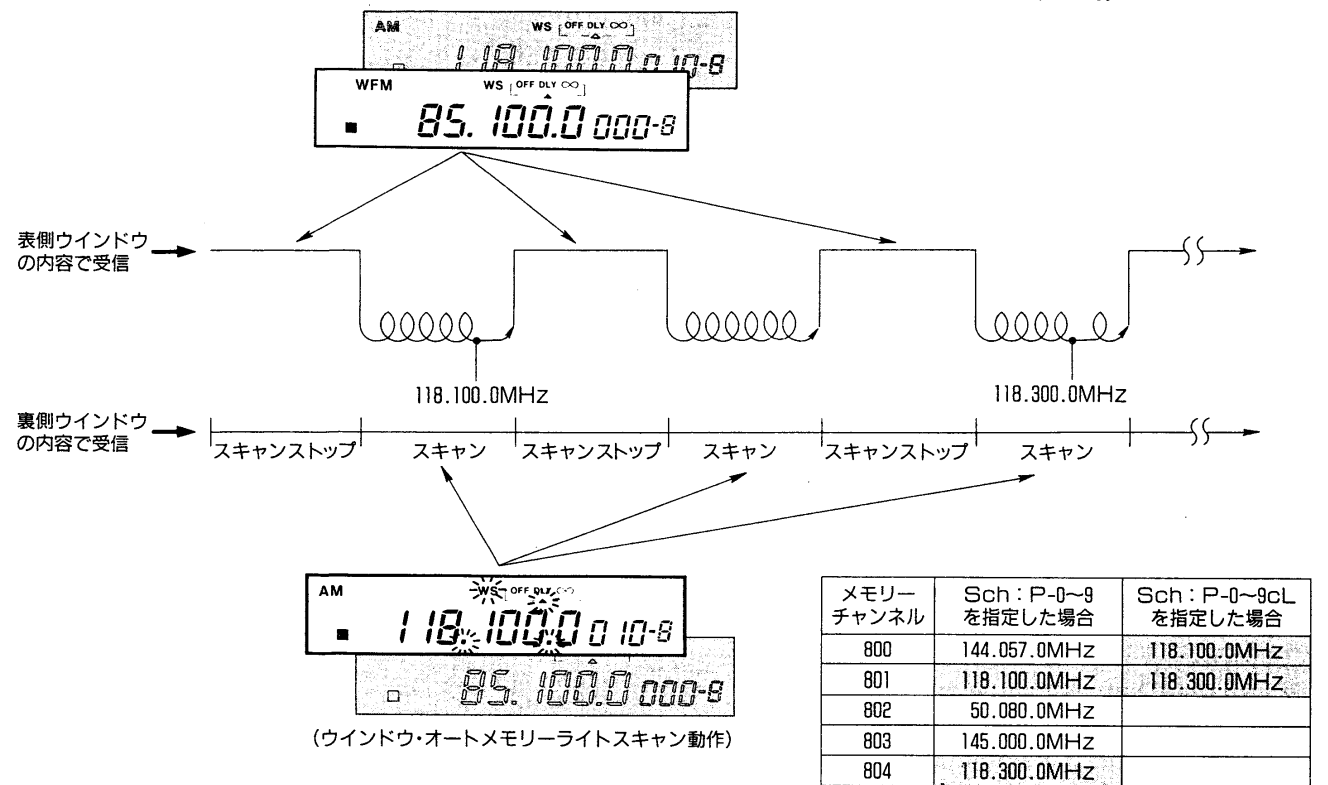 AM WS OFF DLY ∞
118.100.0 010-8
WFM WS OFF DLY ∞
85.100.0 000-8
表側ウインドウ
の内容で受信
118.100.0MHz
118.300.0MHz
裏側ウインドウ
の内容で受信
スキャンストップ スキャン スキャンストップ スキャン スキャンストップ スキャン
AM WS OFF DLY ∞
118.100.0 010-8
85.100.0 000-8
(ウインドウ・オートメモリーライトスキャン動作)
メモリー
チャンネル
Sch:P-0~9
を指定した場合
Sch:P-0~9cL
を指定した場合
800 144.057.0MHz 118.100.0MHz
801 118.100.0MHz 118.300.0MHz
802 50.080.0MHz
803 145.000.0MHz
804 118.300.0MHz